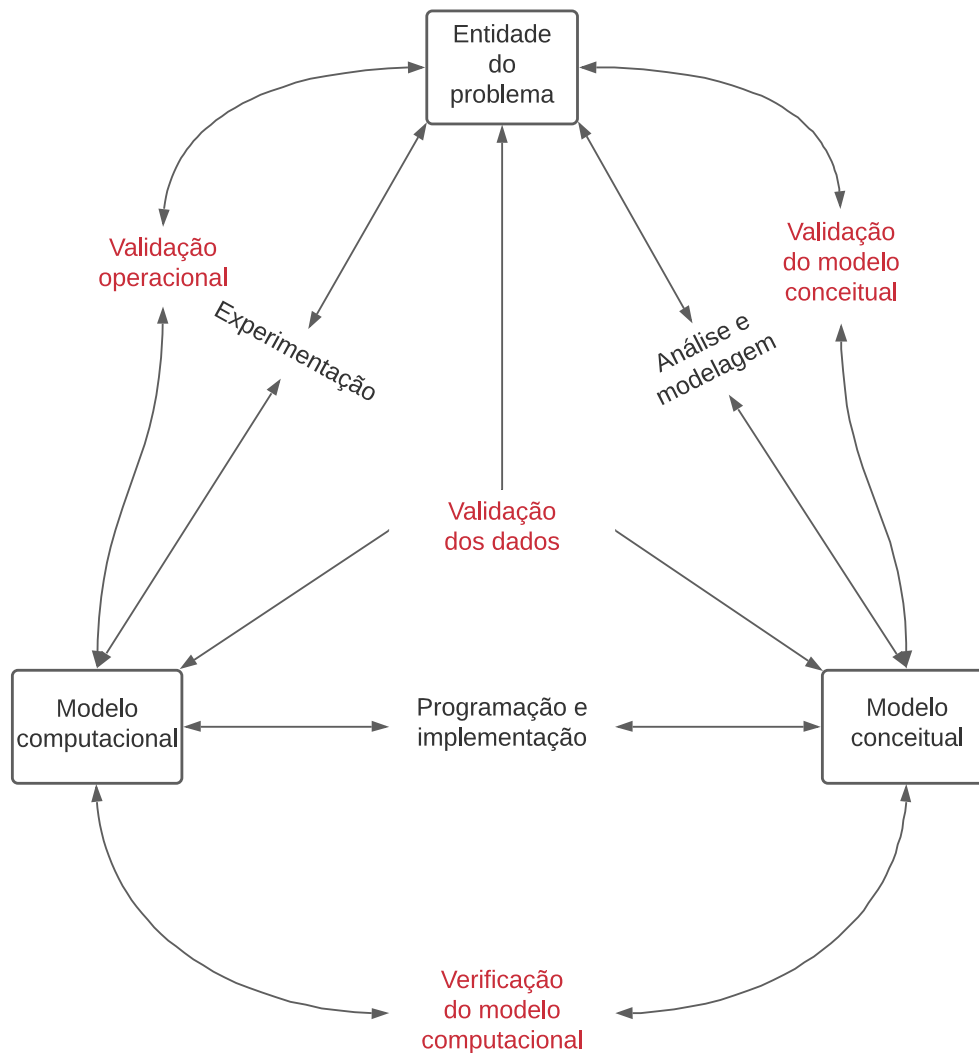 Entidade
do
problema
Validação
operacional
Validação
do modelo
conceitual
Experimentação
Análise e
modelagem
Validação
dos dados
Modelo
computacional
Programação e
implementação
Modelo
conceitual
Verificação
do modelo
computacional